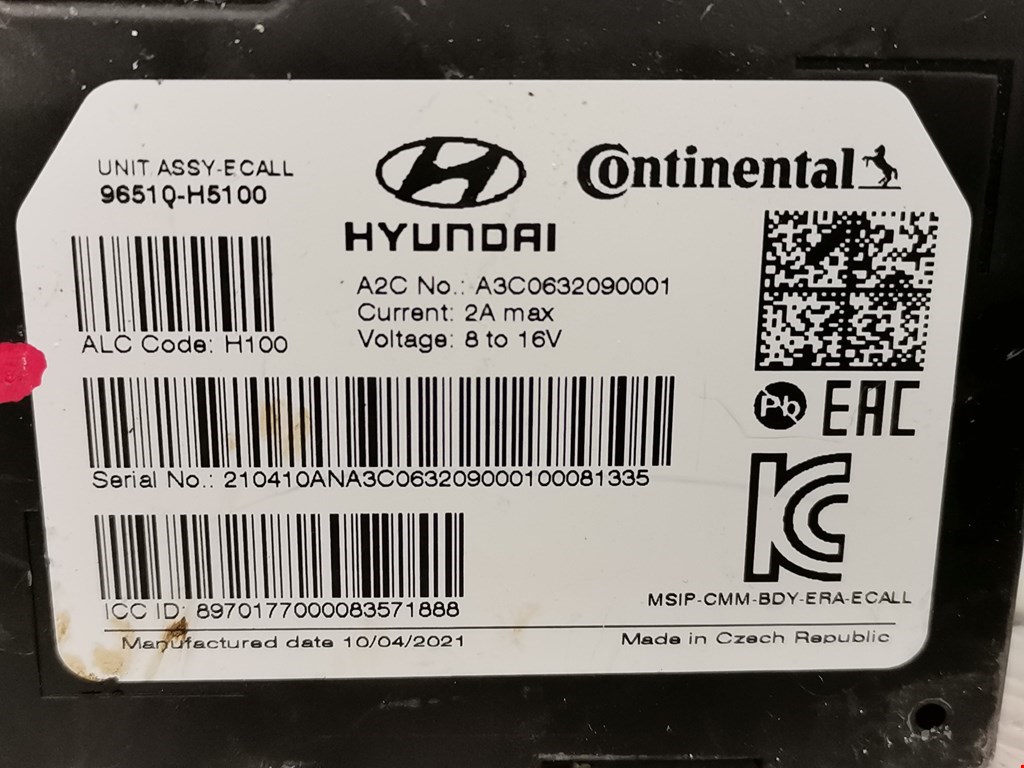 UNIT ASSY-ECALL
96510-H5100
HYUNDAI
Continental
ALC Code: H100
A2C No.: A3C0632090001
Current: 2A max
Voltage: 8 to 16V
Pb
EAC
Serial No.: 210410ANA3C0632090000100081335
KC
ICC ID: 8970177000083571888
MSIP-CMM-BDY-ERA-ECALL
Manufactured date 10/04/2021
Made in Czech Republic